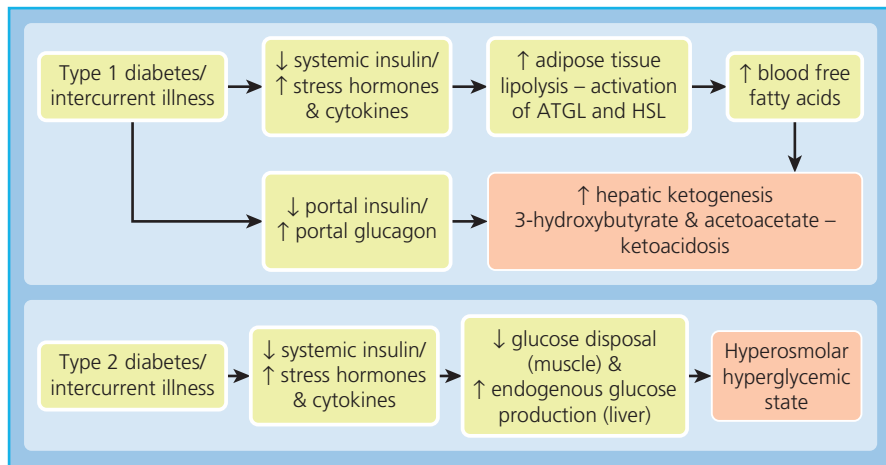 Type 1 diabetes/
intercurrent illness
↓ systemic insulin/
↑ stress hormones
& cytokines
↑ adipose tissue
lipolysis – activation
of ATGL and HSL
↑ blood free
fatty acids
↓ portal insulin/
↑ portal glucagon
↑ hepatic ketogenesis
3-hydroxybutyrate & acetoacetate –
ketoacidosis
Type 2 diabetes/
intercurrent illness
↓ systemic insulin/
↑ stress hormones
& cytokines
↓ glucose disposal
(muscle) &
↑ endogenous glucose
production (liver)
Hyperosmolar
hyperglycemic
state